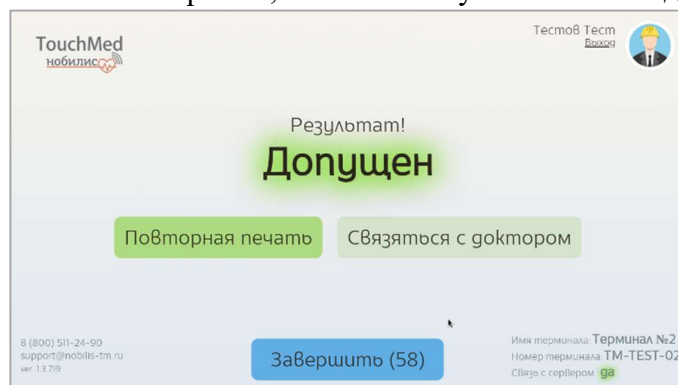 Тестов Тест
Выход
TouchMed
нобилис
Результат!
Допущен
Повторная печать
Связяться с доктором
8 (800) 511-24-90
support@nobilis-tm.ru
ver 1.3.719
Завершить (58)
Имя терминала: Терминал №2
Номер терминала: TM-TEST-02
Связь с сервером да